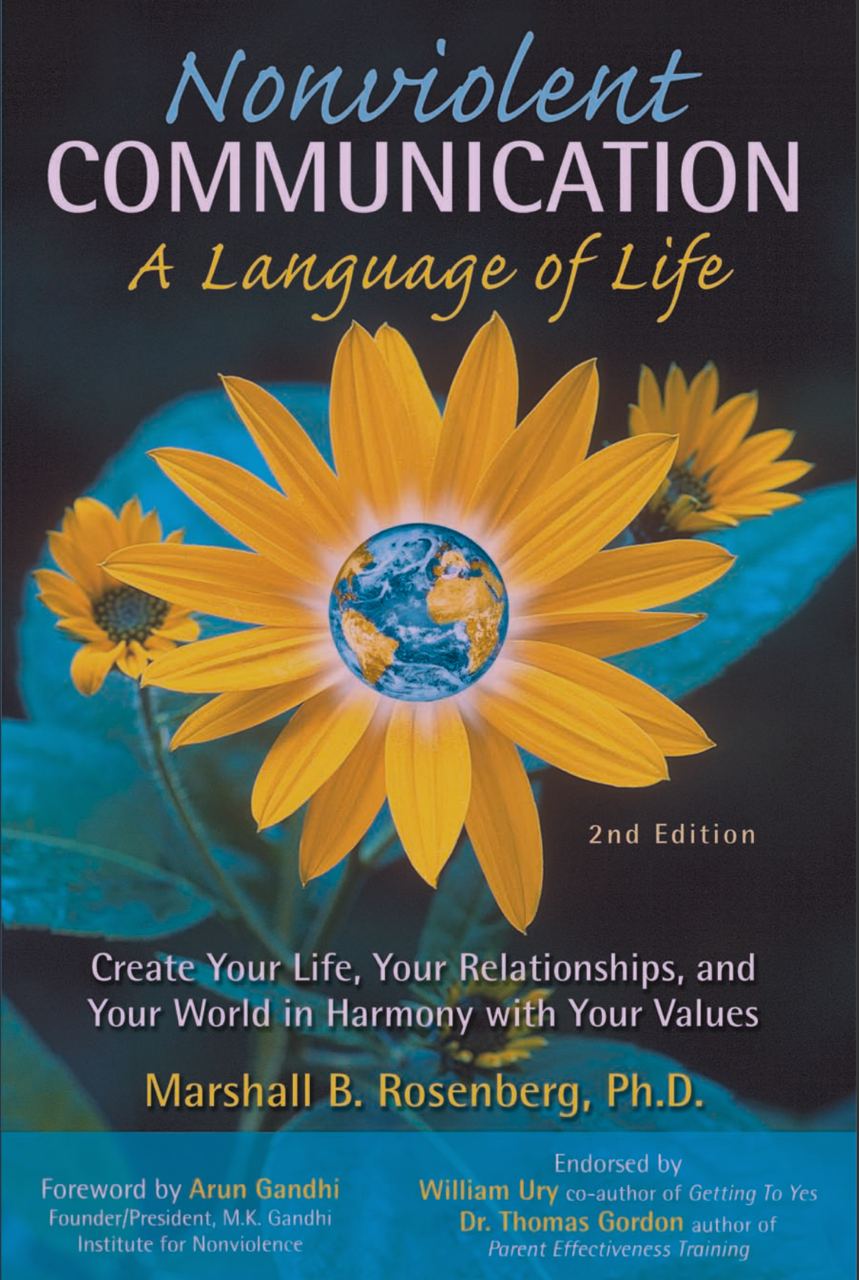 Nonviolent
COMMUNICATION
A Language of Life
2nd Edition
Create Your Life, Your Relationships, and
Your World in Harmony with Your Values
Marshall B. Rosenberg, Ph.D.
Foreword by Arun Gandhi
Founder/President, M.K. Gandhi
Institute for Nonviolence
Endorsed by
William Ury co-author of Getting To Yes
Dr. Thomas Gordon author of
Parent Effectiveness Training